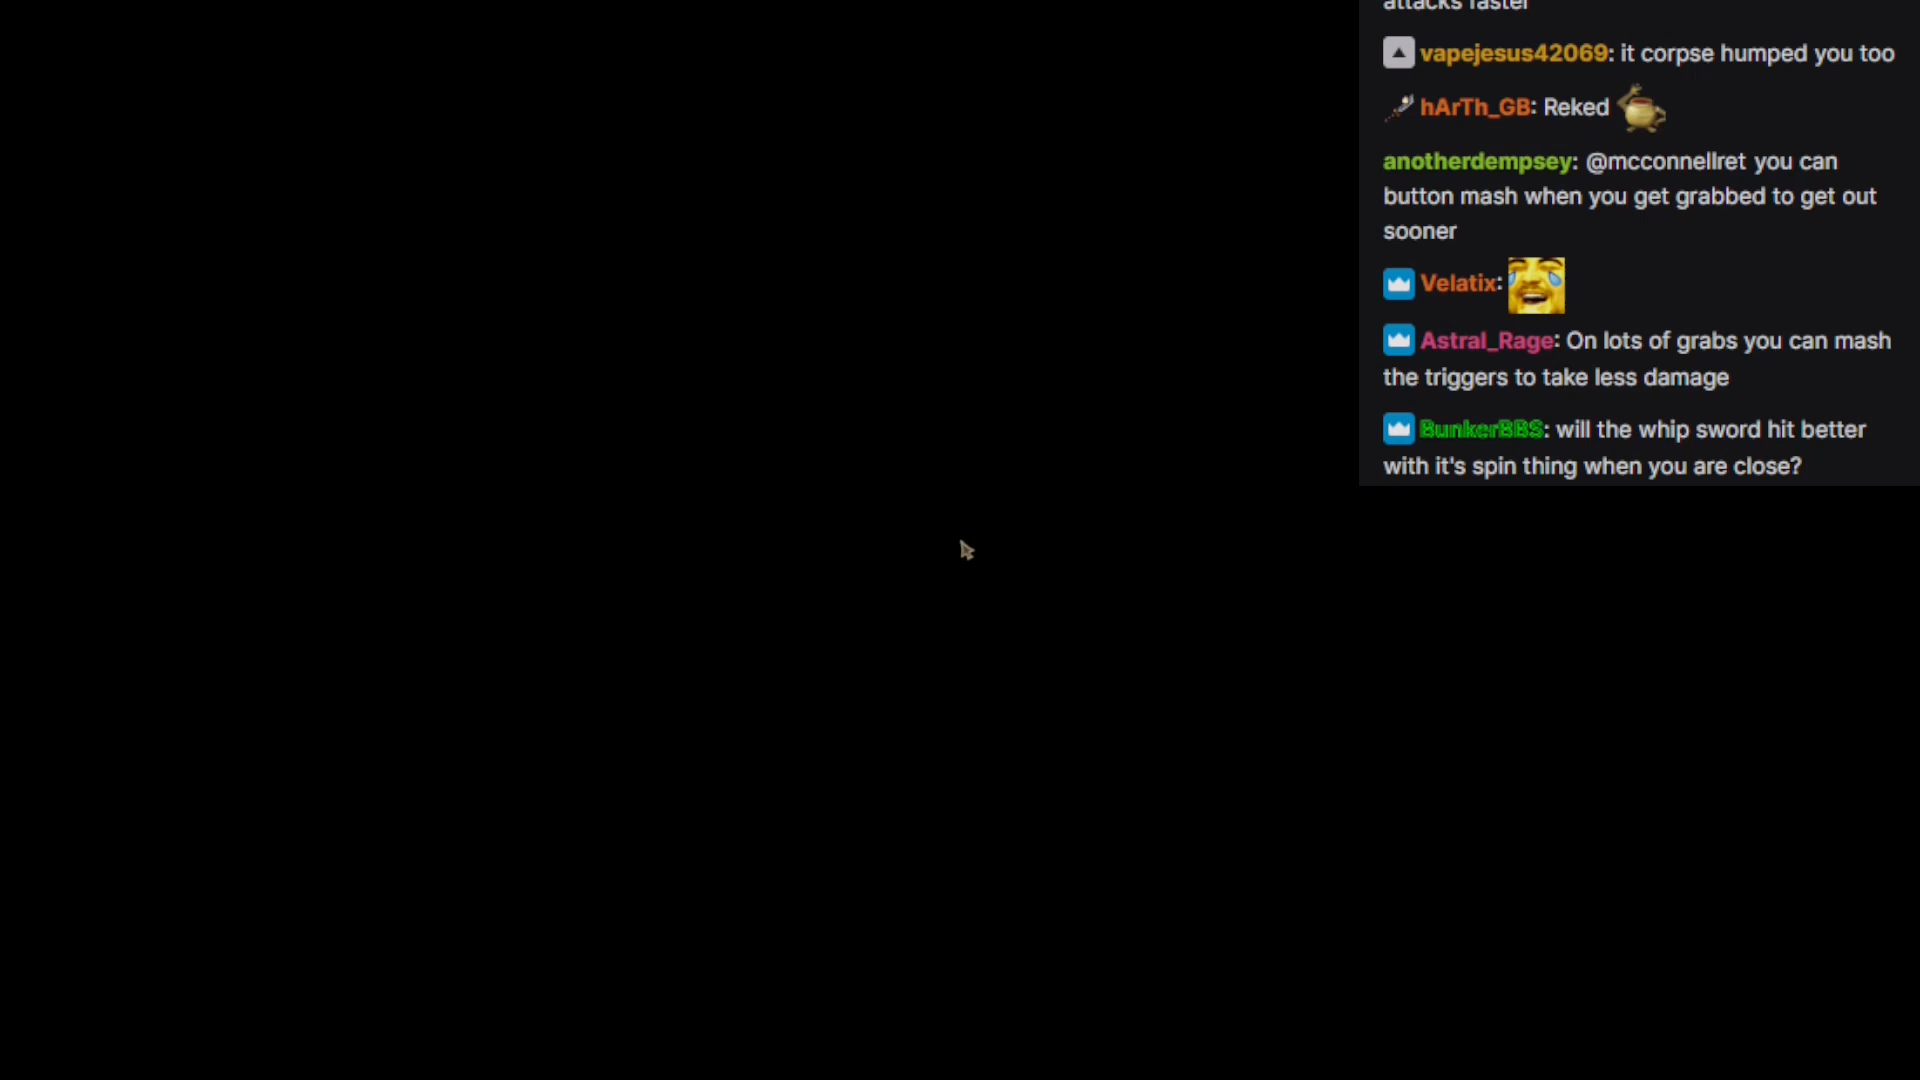 attacks faster
vapejesus42069: it corpse humped you too
hArTh_GB: Reked
anotherdempsey: @mcconnellret you can
button mash when you get grabbed to get out
sooner
Velatix:
Astral_Rage: On lots of grabs you can mash
the triggers to take less damage
BunkerBBS: will the whip sword hit better
with it's spin thing when you are close?